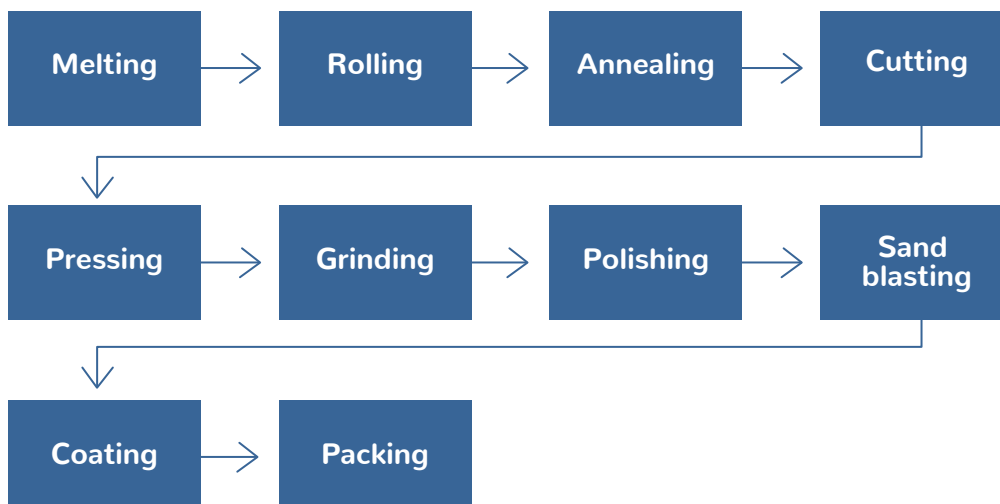 Melting
Rolling
Annealing
Cutting
Pressing
Grinding
Polishing
Sand
blasting
Coating
Packing